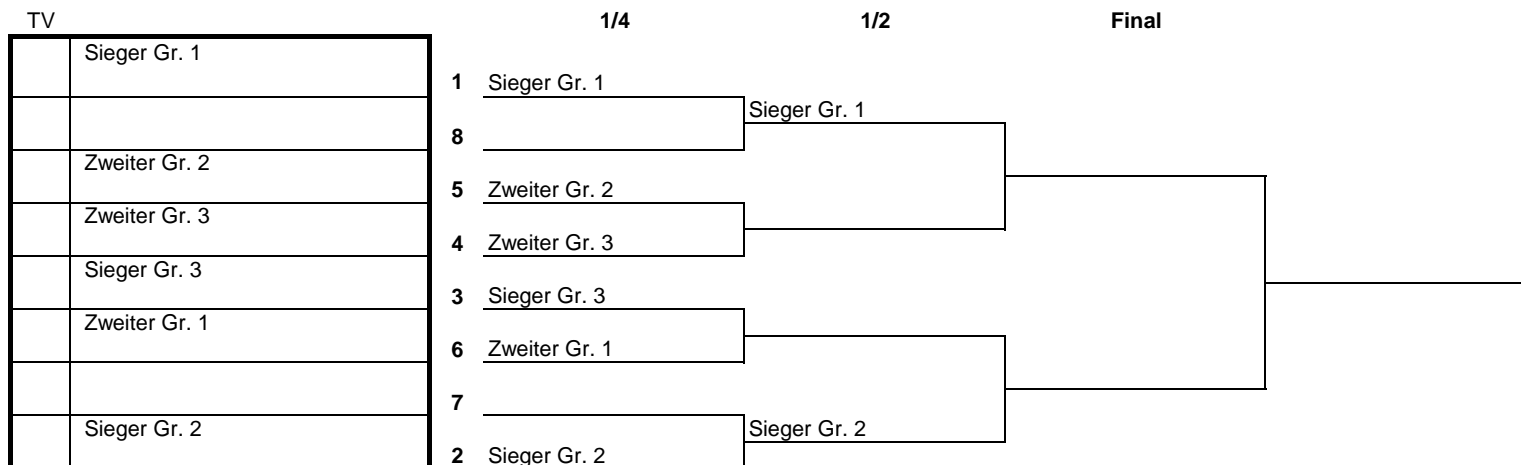 TV 1/4 1/2 Final
Sieger Gr. 1
1 Sieger Gr. 1
Sieger Gr. 1
8
Zweiter Gr. 2
5 Zweiter Gr. 2
Zweiter Gr. 3
4 Zweiter Gr. 3
Sieger Gr. 3
3 Sieger Gr. 3
Zweiter Gr. 1
6 Zweiter Gr. 1
7
Sieger Gr. 2 Sieger Gr. 2
2 Sieger Gr. 2